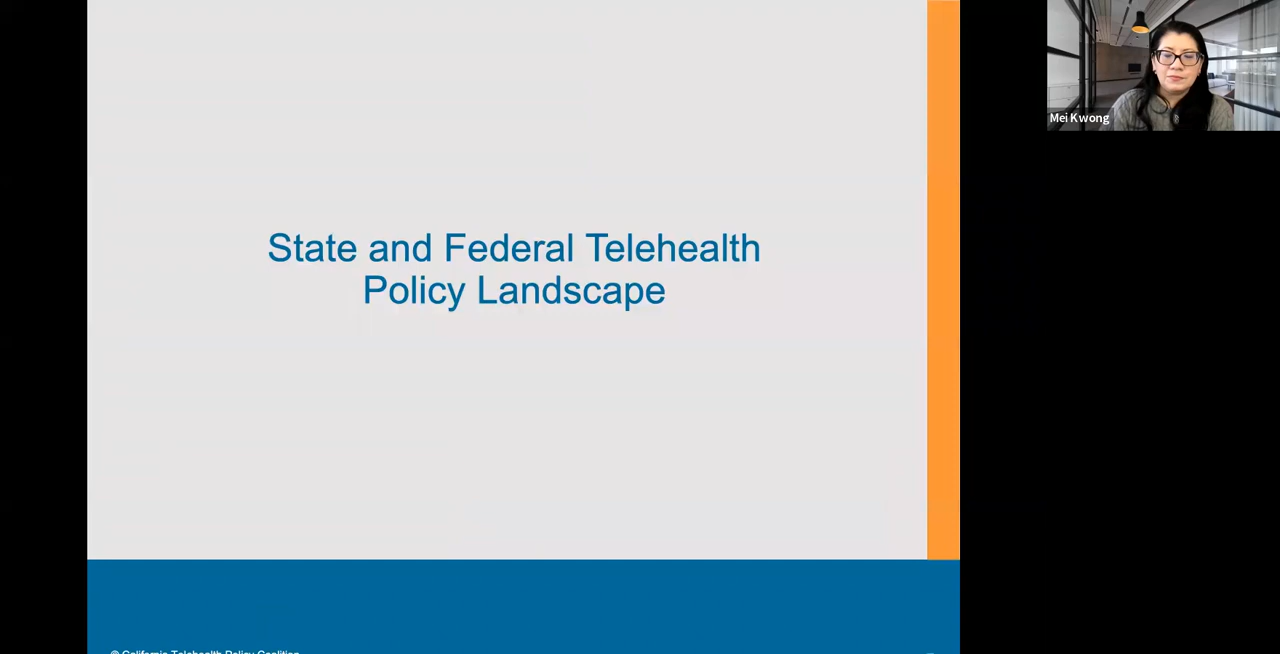 State and Federal Telehealth
Policy Landscape
Mei Kwong
© California Telehealth Policy Coalition